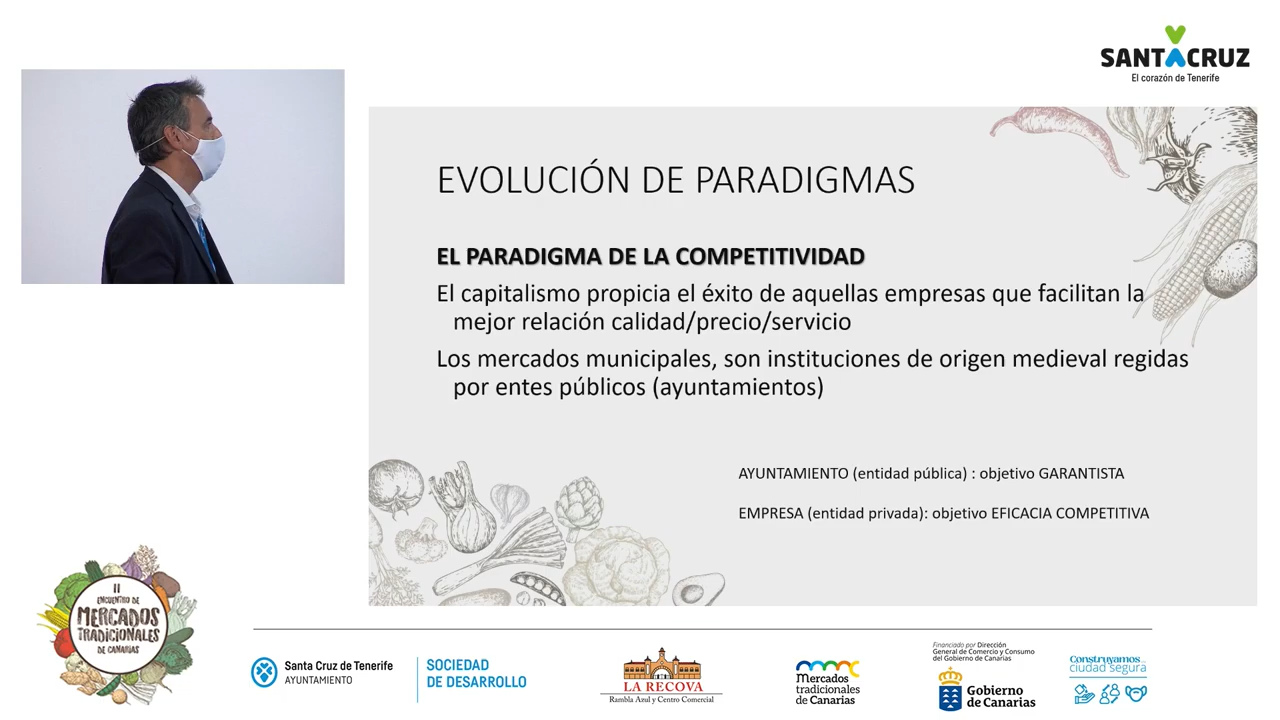 SANTACRUZ
El corazón de Tenerife
EVOLUCIÓN DE PARADIGMAS
EL PARADIGMA DE LA COMPETITIVIDAD
El capitalismo propicia el éxito de aquellas empresas que facilitan la
mejor relación calidad/precio/servicio
Los mercados municipales, son instituciones de origen medieval regidas
por entes públicos (ayuntamientos)
AYUNTAMIENTO (entidad pública) : objetivo GARANTISTA
EMPRESA (entidad privada): objetivo EFICACIA COMPETITIVA
II
ENCUENTRO DE
MERCADOS
TRADICIONALES
DE CANARIAS
Santa Cruz de Tenerife
AYUNTAMIENTO
SOCIEDAD
DE DESARROLLO
LA RECOVA
Rambla Azul y Centro Comercial
Mercados
tradicionales
de Canarias
Financiado por Dirección
General de Comercio y Consumo
del Gobierno de Canarias
Gobierno
de Canarias
Construyamos...
ciudad segura